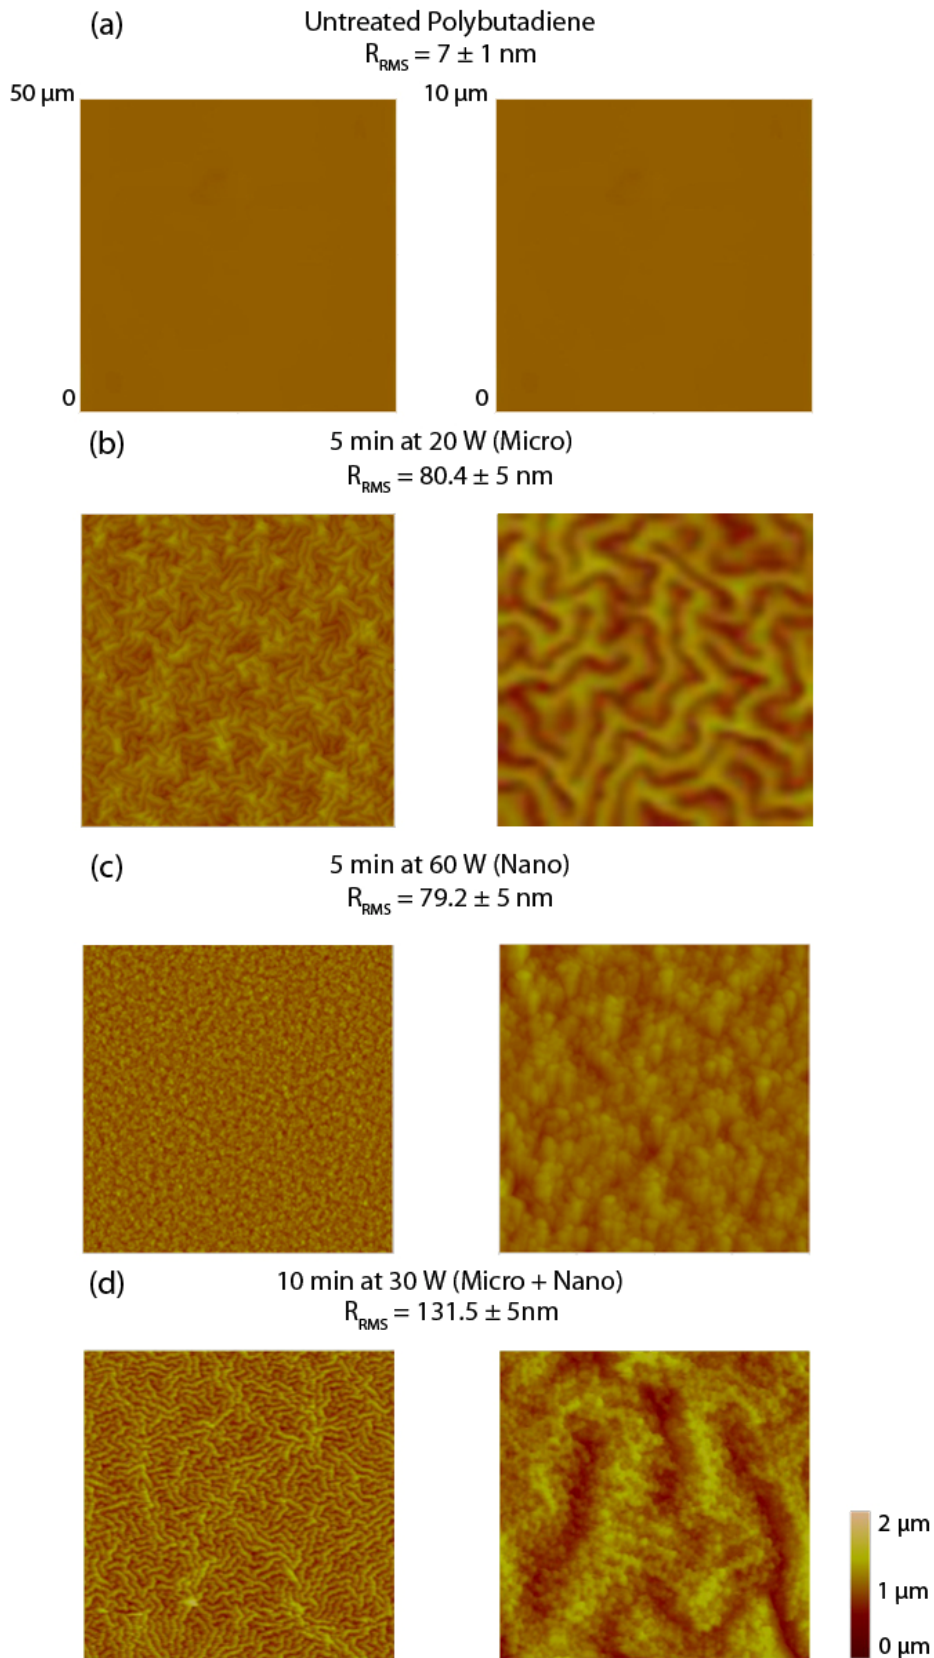 (a)
Untreated Polybutadiene
RRMS = 7 ± 1 nm
50 µm
10 µm
0
0
(b)
5 min at 20 W (Micro)
RRMS = 80.4 ± 5 nm
(c)
5 min at 60 W (Nano)
RRMS = 79.2 ± 5 nm
(d)
10 min at 30 W (Micro + Nano)
RRMS = 131.5 ± 5nm
2 µm
1 µm
0 µm